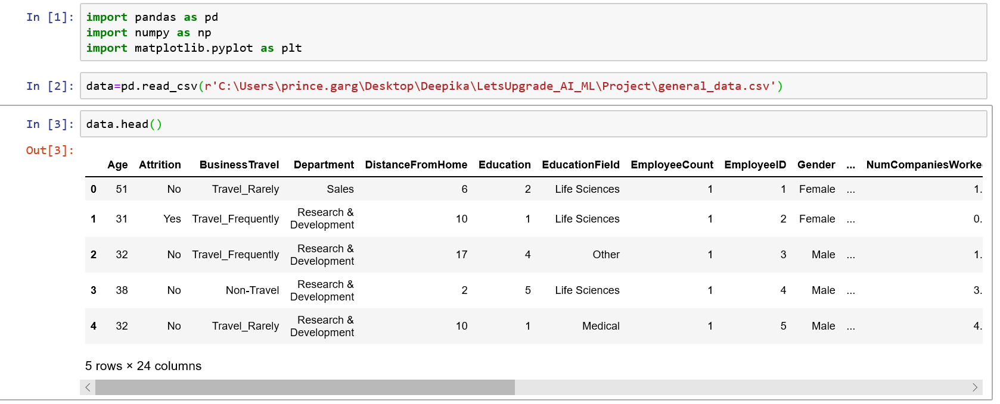 In [1]: import pandas as pd
import numpy as np
import matplotlib.pyplot as plt
In [2]: data=pd.read_csv(r'C:\Users\prince.garg\Desktop\Deepika\LetsUpgrade_AI_ML\Project\general_data.csv')
In [3]: data.head()
Out[3]:
Age Attrition BusinessTravel Department DistanceFromHome Education EducationField EmployeeCount EmployeeID Gender ... NumCompaniesWorke
0 51 No Travel_Rarely Sales 6 2 Life Sciences 1 1 Female ... 1.
1 31 Yes Travel_Frequently Research & Development 10 1 Life Sciences 1 2 Female ... 0.
2 32 No Travel_Frequently Research & Development 17 4 Other 1 3 Male ... 1.
3 38 No Non-Travel Research & Development 2 5 Life Sciences 1 4 Male ... 3.
4 32 No Travel_Rarely Research & Development 10 1 Medical 1 5 Male ... 4.
5 rows × 24 columns